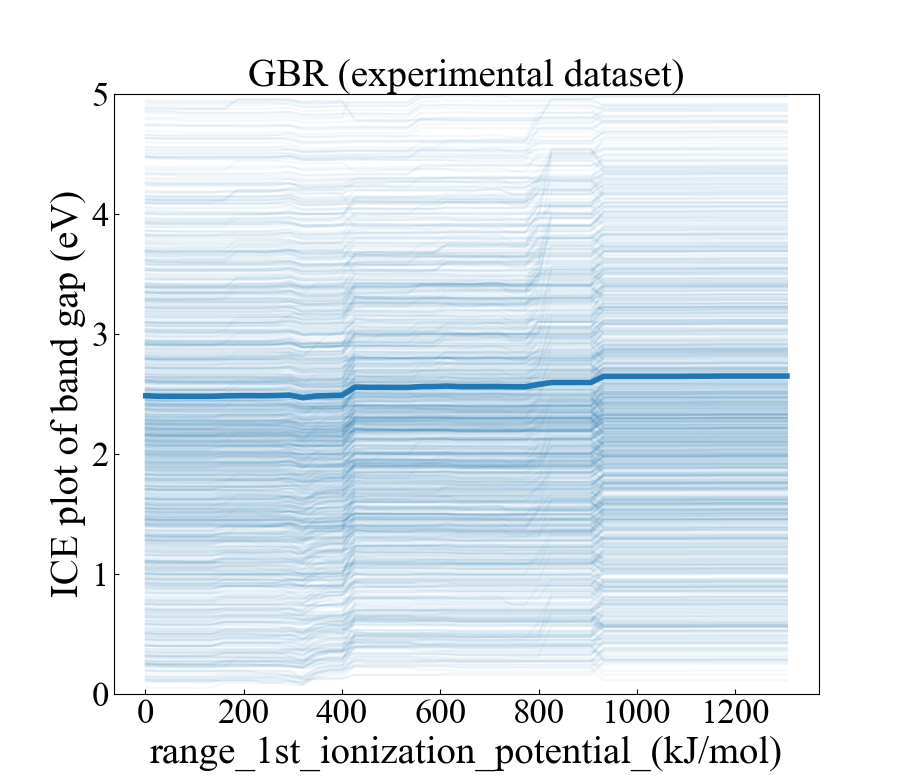 GBR (experimental dataset)
ICE plot of band gap (eV)
5
4
3
2
1
0
0 200 400 600 800 1000 1200
range_1st_ionization_potential_(kJ/mol)